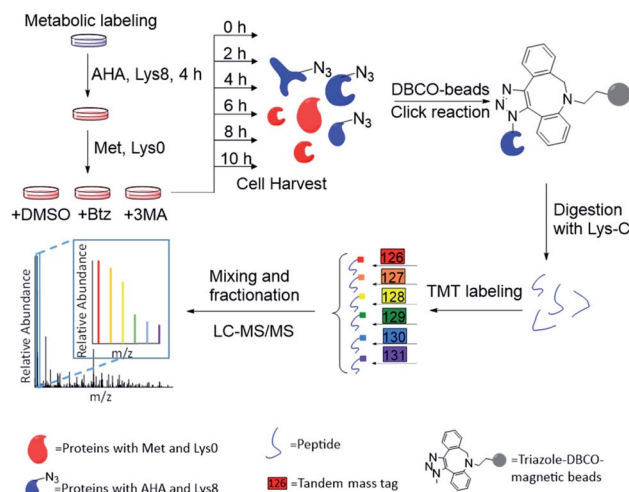 Metabolic labeling
AHA, Lys8, 4 h
Met, Lys0
+DMSO +Btz +3MA
0 h
2 h
4 h
6 h
8 h
10 h
N3
N3
N3
Cell Harvest
DBCO-beads
Click reaction
N
N
N
N
Digestion
with Lys-C
TMT labeling
126
127
128
129
130
131
Mixing and
fractionation
LC-MS/MS
Relative Abundance
m/z
Relative Abundance
m/z
=Proteins with Met and Lys0
N3
=Proteins with AHA and Lys8
=Peptide
126 =Tandem mass tag
N
N
N
N
=Triazole-DBCO-
magnetic beads